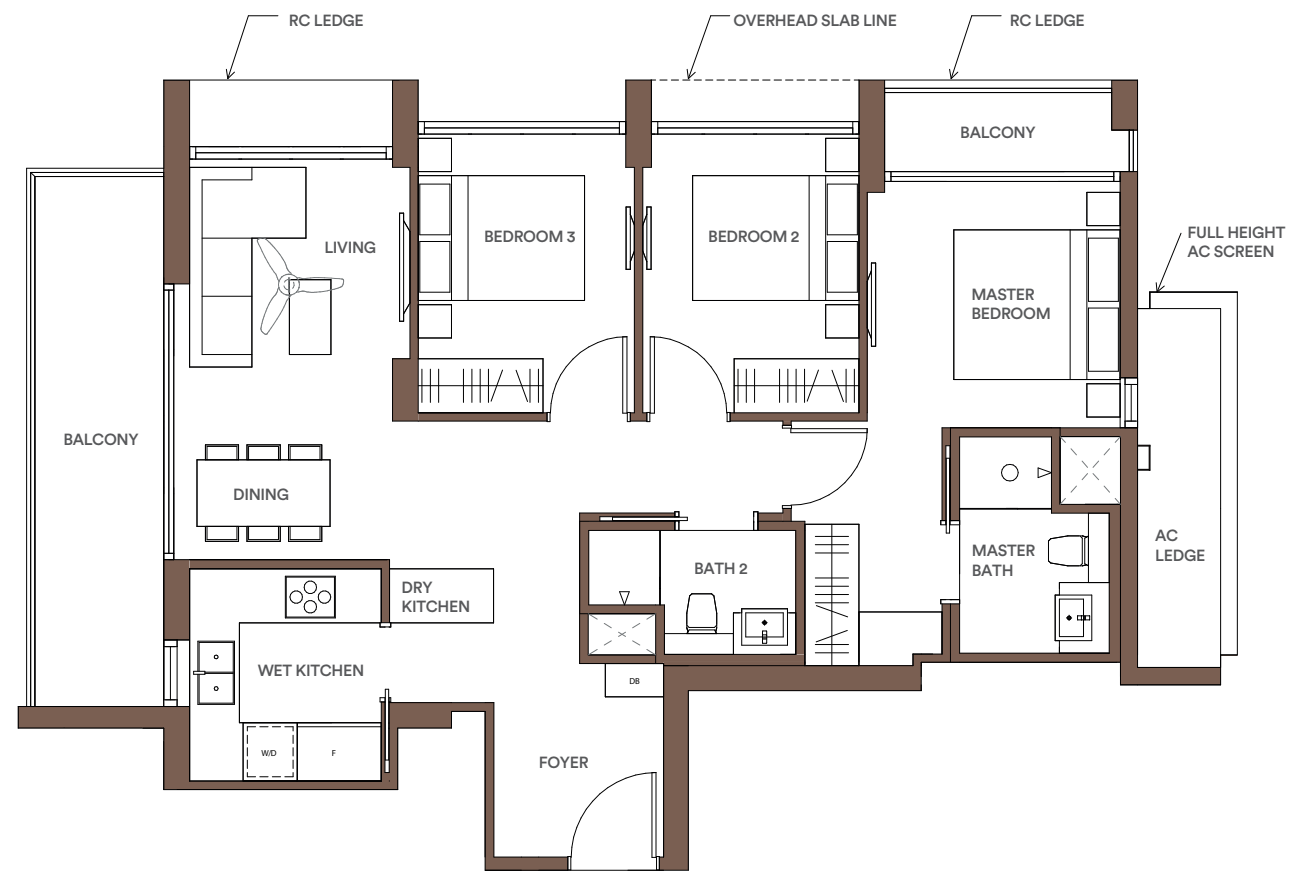 RC LEDGE
OVERHEAD SLAB LINE
RC LEDGE
BALCONY
BEDROOM 3
BEDROOM 2
LIVING
FULL HEIGHT
AC SCREEN
MASTER
BEDROOM
BALCONY
DINING
AC
LEDGE
MASTER
BATH
BATH 2
DRY
KITCHEN
WET KITCHEN
DB
W/D
F
FOYER